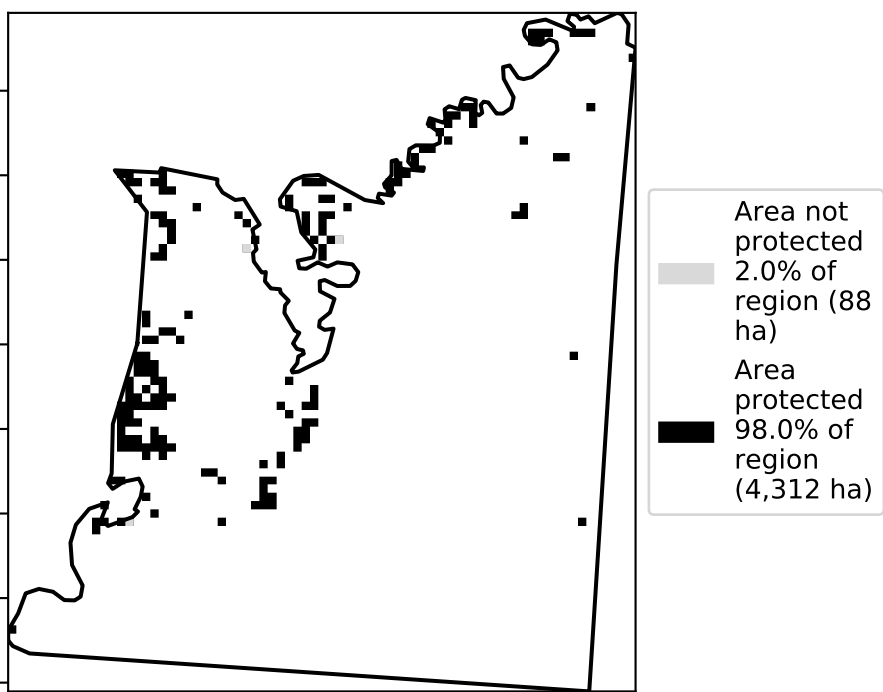 Area not
protected
2.0% of
region (88
ha)
Area
protected
98.0% of
region
(4,312 ha)